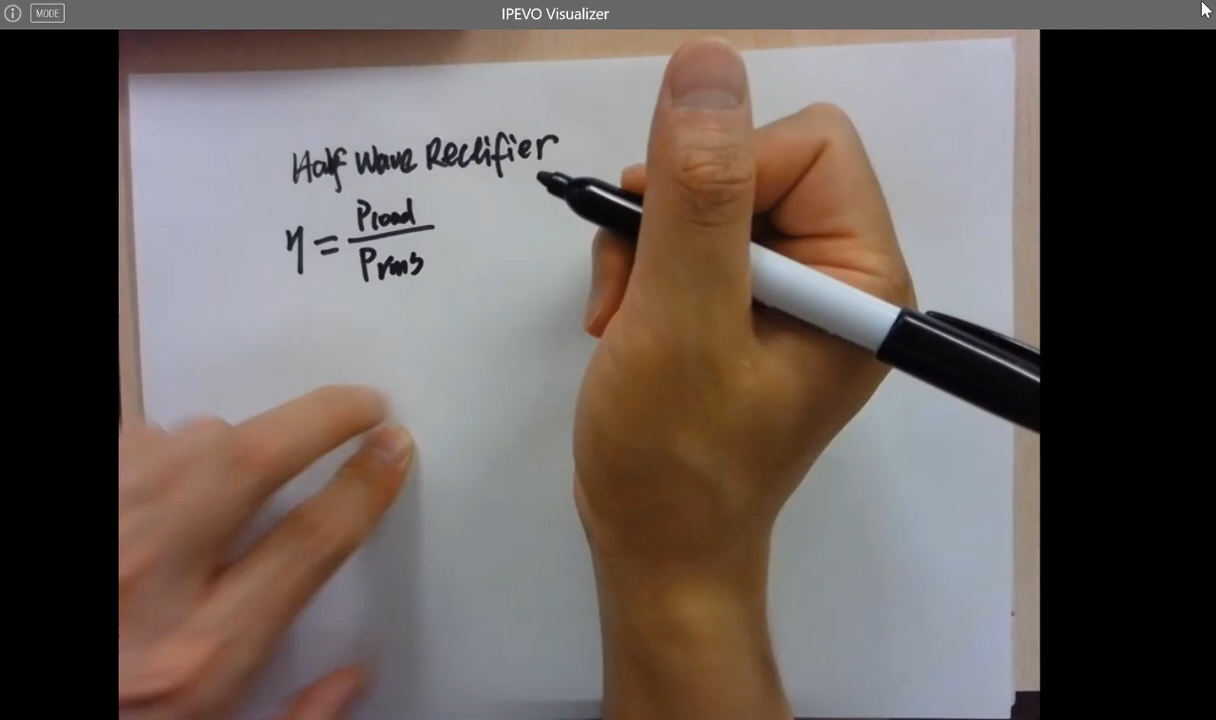 MODE
IPEVO Visualizer
Half Wave Rectifier
η = Pload / Prms